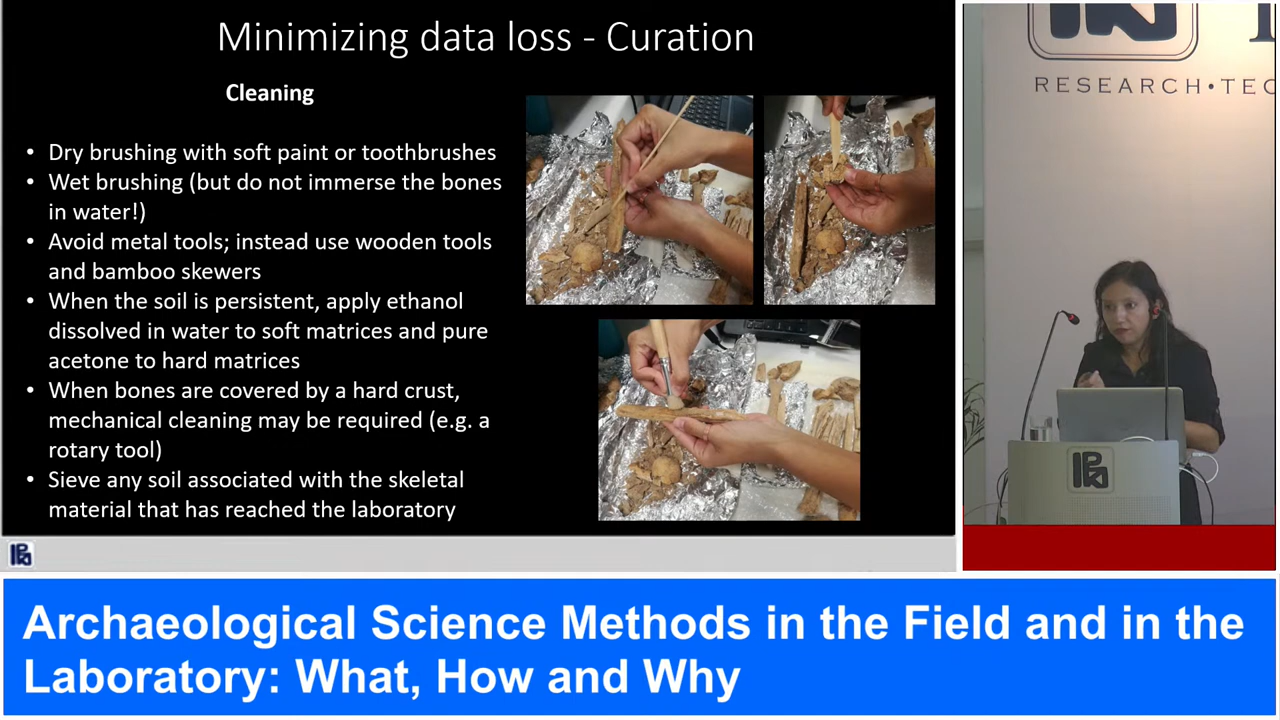 Minimizing data loss - Curation
Cleaning
• Dry brushing with soft paint or toothbrushes
• Wet brushing (but do not immerse the bones
in water!)
• Avoid metal tools; instead use wooden tools
and bamboo skewers
• When the soil is persistent, apply ethanol
dissolved in water to soft matrices and pure
acetone to hard matrices
• When bones are covered by a hard crust,
mechanical cleaning may be required (e.g. a
rotary tool)
• Sieve any soil associated with the skeletal
material that has reached the laboratory
RESEARCH•TEC
Archaeological Science Methods in the Field and in the
Laboratory: What, How and Why